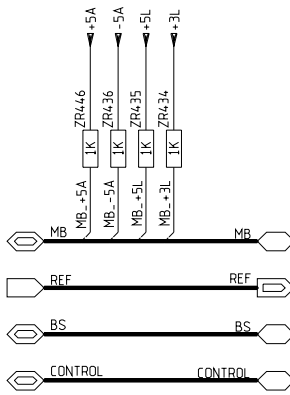 +5A -5A +5L +3L
ZR446 ZR436 ZR435 ZR434
1K 1K 1K 1K
MB_+5A MB_-5A MB_+5L MB_+3L
MB MB
REF REF
BS BS
CONTROL CONTROL